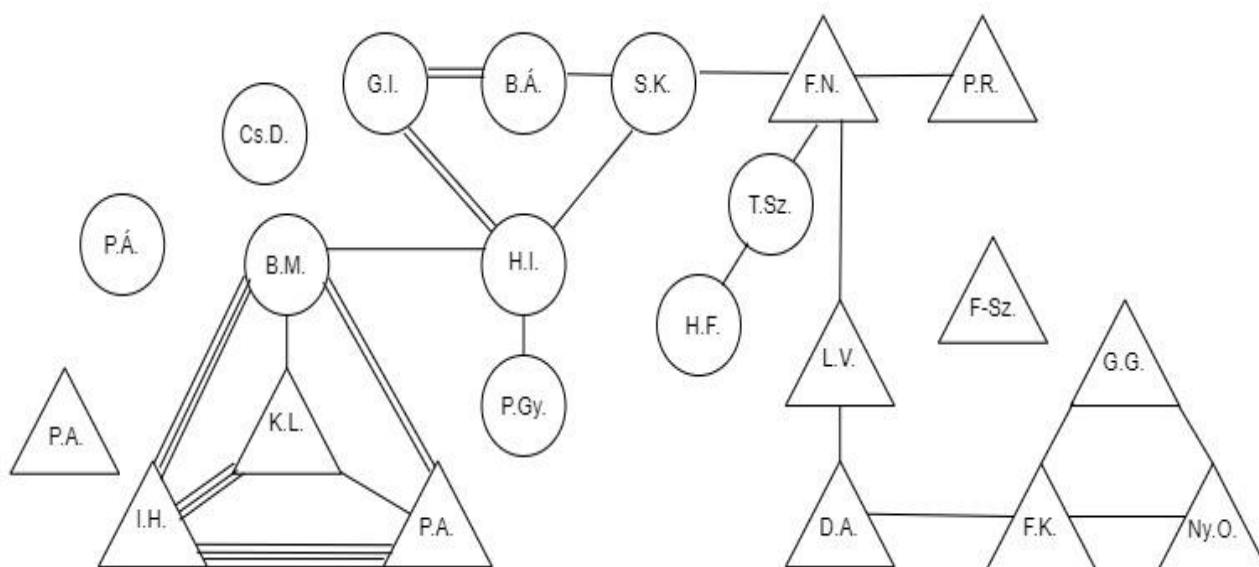 G.I.
B.Á.
S.K.
F.N.
P.R.
Cs.D.
T.Sz.
P.Á.
B.M.
H.I.
H.F.
F-Sz.
L.V.
G.G.
P.A.
K.L.
P.Gy.
I.H.
P.A.
D.A.
F.K.
Ny.O.